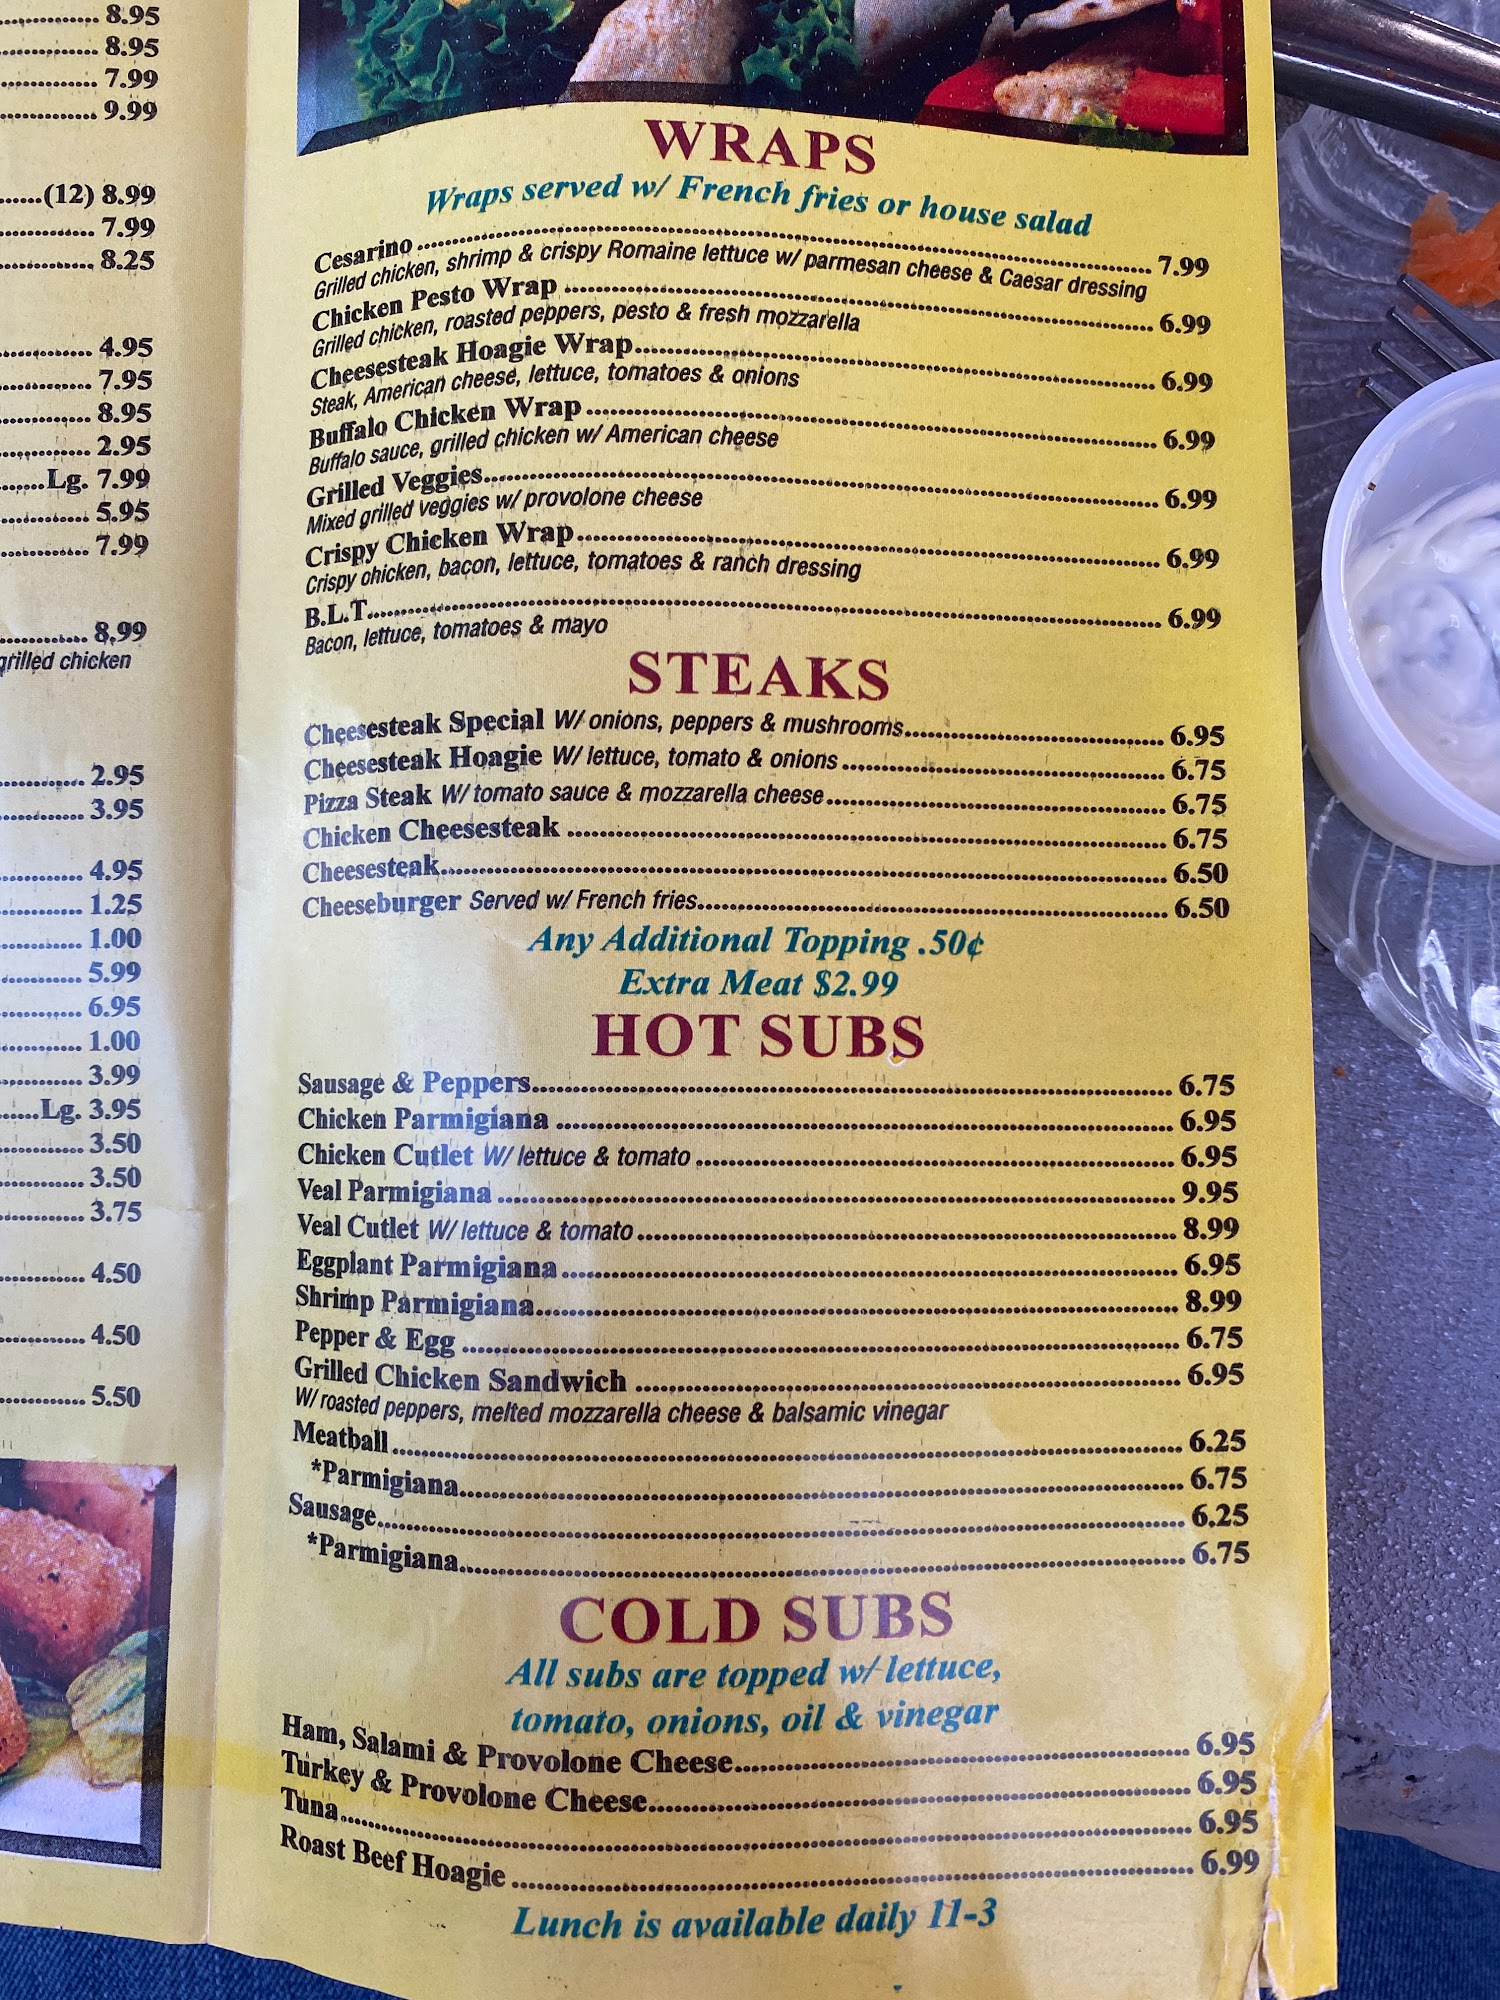 8.95
8.95
7.99
9.99
(12) 8.99
7.99
8.25
4.95
7.95
8.95
2.95
Lg. 7.99
5.95
7.99
8.99
grilled chicken
2.95
3.95
4.95
1.25
1.00
5.99
6.95
1.00
3.99
Lg. 3.95
3.50
3.50
3.75
4.50
4.50
5.50
WRAPS
Wraps served w/ French fries or house salad
Cesarino 7.99
Grilled chicken, shrimp & crispy Romaine lettuce w/ parmesan cheese & Caesar dressing
Chicken Pesto Wrap 6.99
Grilled chicken, roasted peppers, pesto & fresh mozzarella
Cheesesteak Hoagie Wrap 6.99
Steak, American cheese, lettuce, tomatoes & onions
Buffalo Chicken Wrap 6.99
Buffalo sauce, grilled chicken w/ American cheese
Grilled Veggies 6.99
Mixed grilled veggies w/ provolone cheese
Crispy Chicken Wrap 6.99
Crispy chicken, bacon, lettuce, tomatoes & ranch dressing
B.L.T. 6.99
Bacon, lettuce, tomatoes & mayo
STEAKS
Cheesesteak Special W/ onions, peppers & mushrooms 6.95
Cheesesteak Hoagie W/ lettuce, tomato & onions 6.75
Pizza Steak W/ tomato sauce & mozzarella cheese 6.75
Chicken Cheesesteak 6.75
Cheesesteak 6.50
Cheeseburger Served w/ French fries 6.50
Any Additional Topping .50¢
Extra Meat $2.99
HOT SUBS
Sausage & Peppers 6.75
Chicken Parmigiana 6.95
Chicken Cutlet W/ lettuce & tomato 6.95
Veal Parmigiana 9.95
Veal Cutlet W/ lettuce & tomato 8.99
Eggplant Parmigiana 6.95
Shrimp Parmigiana 8.99
Pepper & Egg 6.75
Grilled Chicken Sandwich 6.95
W/ roasted peppers, melted mozzarella cheese & balsamic vinegar
Meatball 6.25
*Parmigiana 6.75
Sausage 6.25
*Parmigiana 6.75
COLD SUBS
All subs are topped w/ lettuce,
tomato, onions, oil & vinegar
Ham, Salami & Provolone Cheese 6.95
Turkey & Provolone Cheese 6.95
Tuna 6.95
Roast Beef Hoagie 6.99
Lunch is available daily 11-3